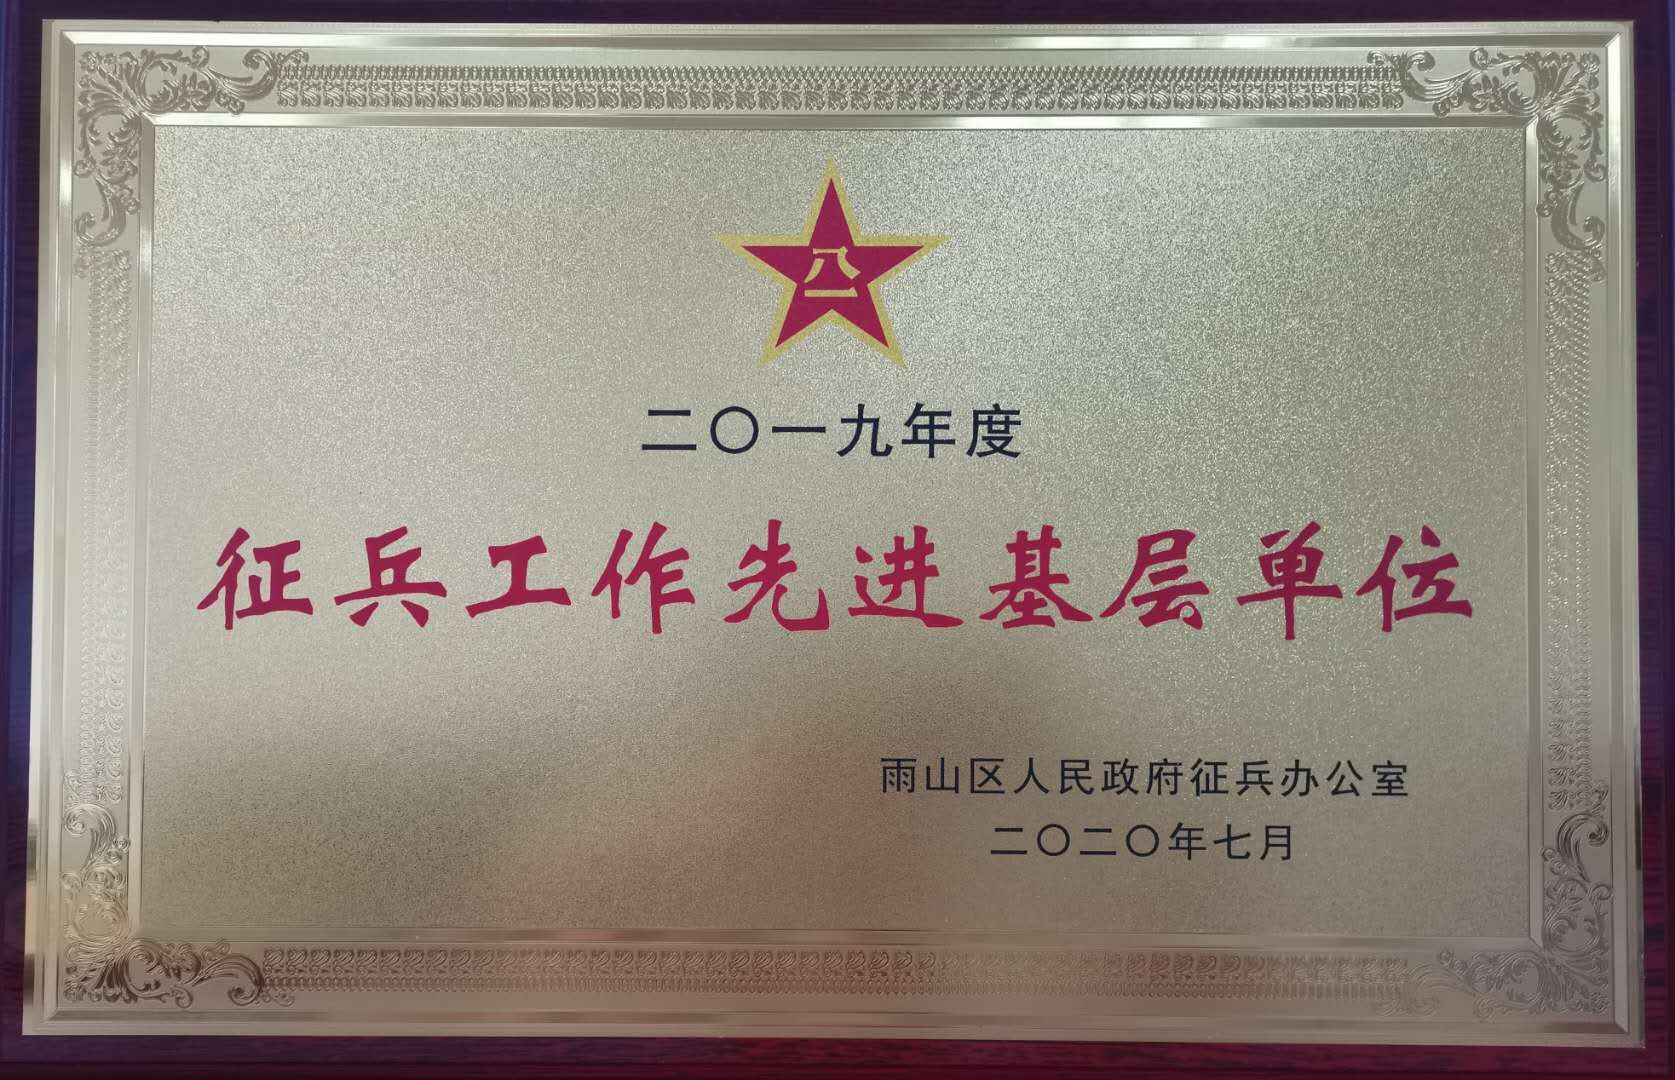 八一
二〇一九年度
征兵工作先进基层单位
雨山区人民政府征兵办公室
二〇二〇年七月